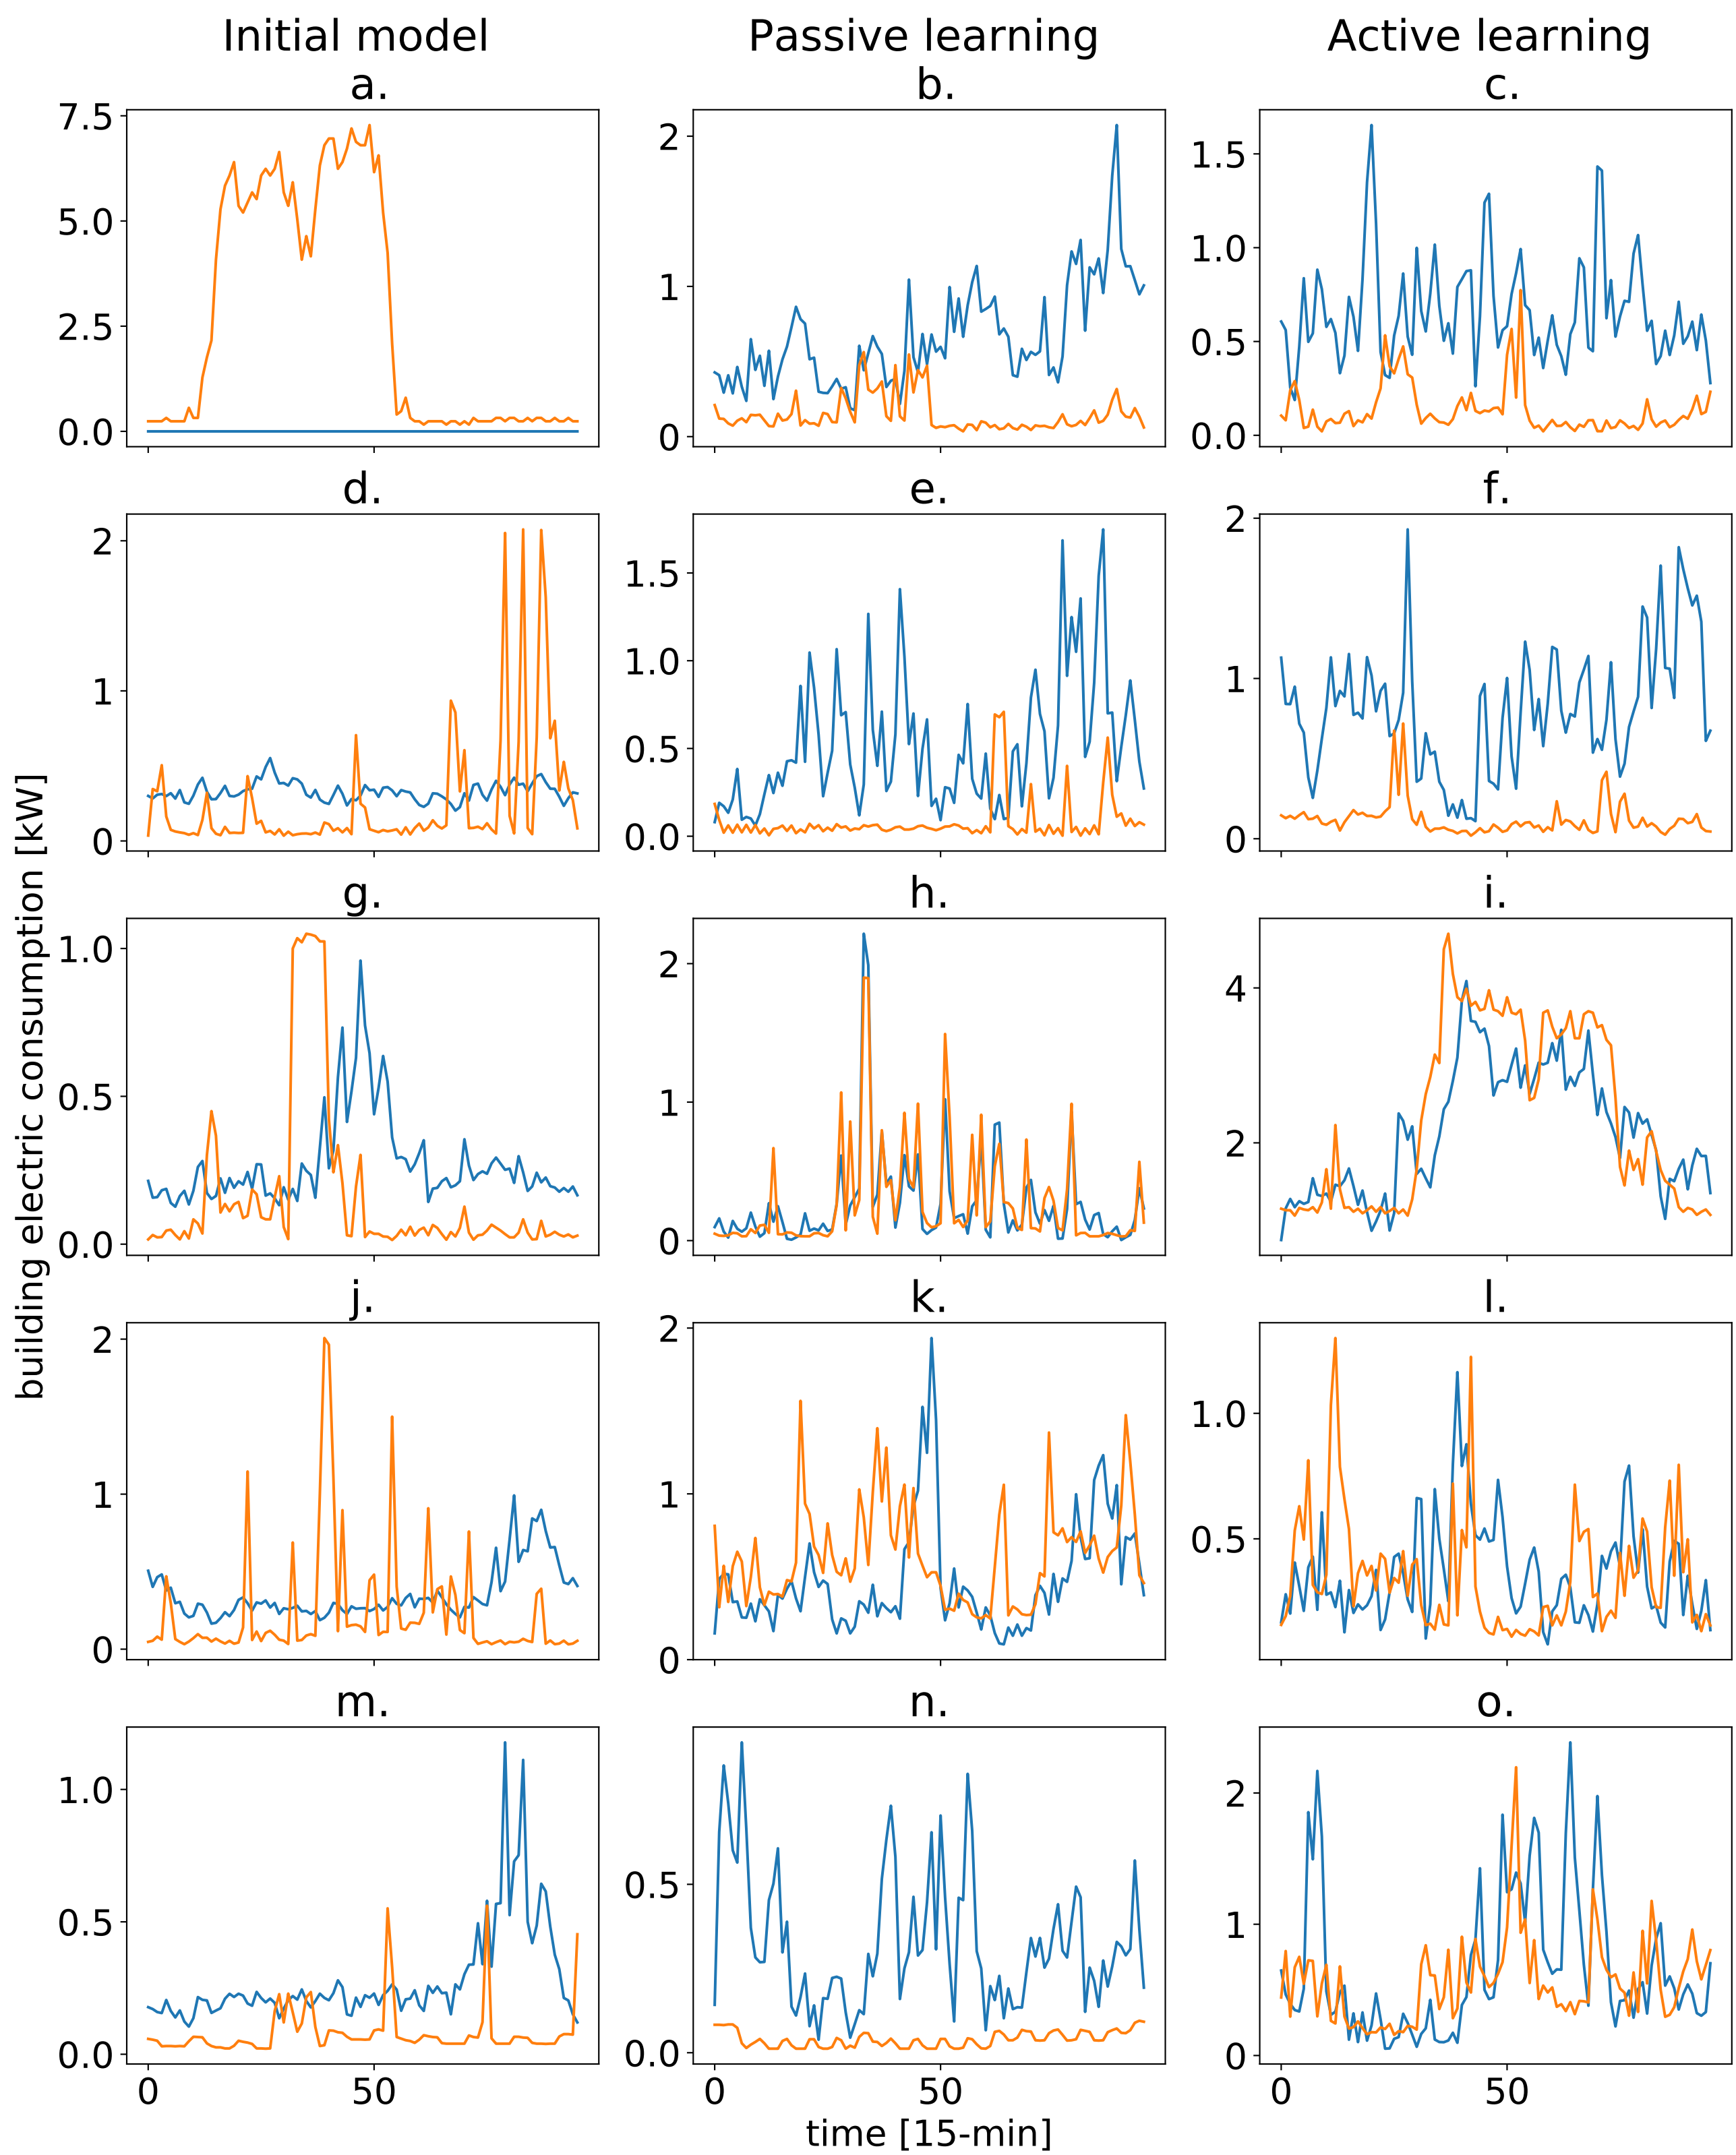 Initial model Passive learning Active learning
a. b. c.
7.5 2 1.5
5.0 1 1.0
2.5 0 0.5
0.0 0.0
d. e. f.
2 1.5 2
1 1.0 1
0 0.5 0
0.0
g. h. i.
1.0 2 4
0.5 1 2
0.0 0
j. k. l.
2 2 1.0
1 1 0.5
0 0
m. n. o.
1.0 0.5 2
0.5 0.0 1
0.0 0
0 50 0 50 0 50
time [15-min]
building electric consumption [kW]